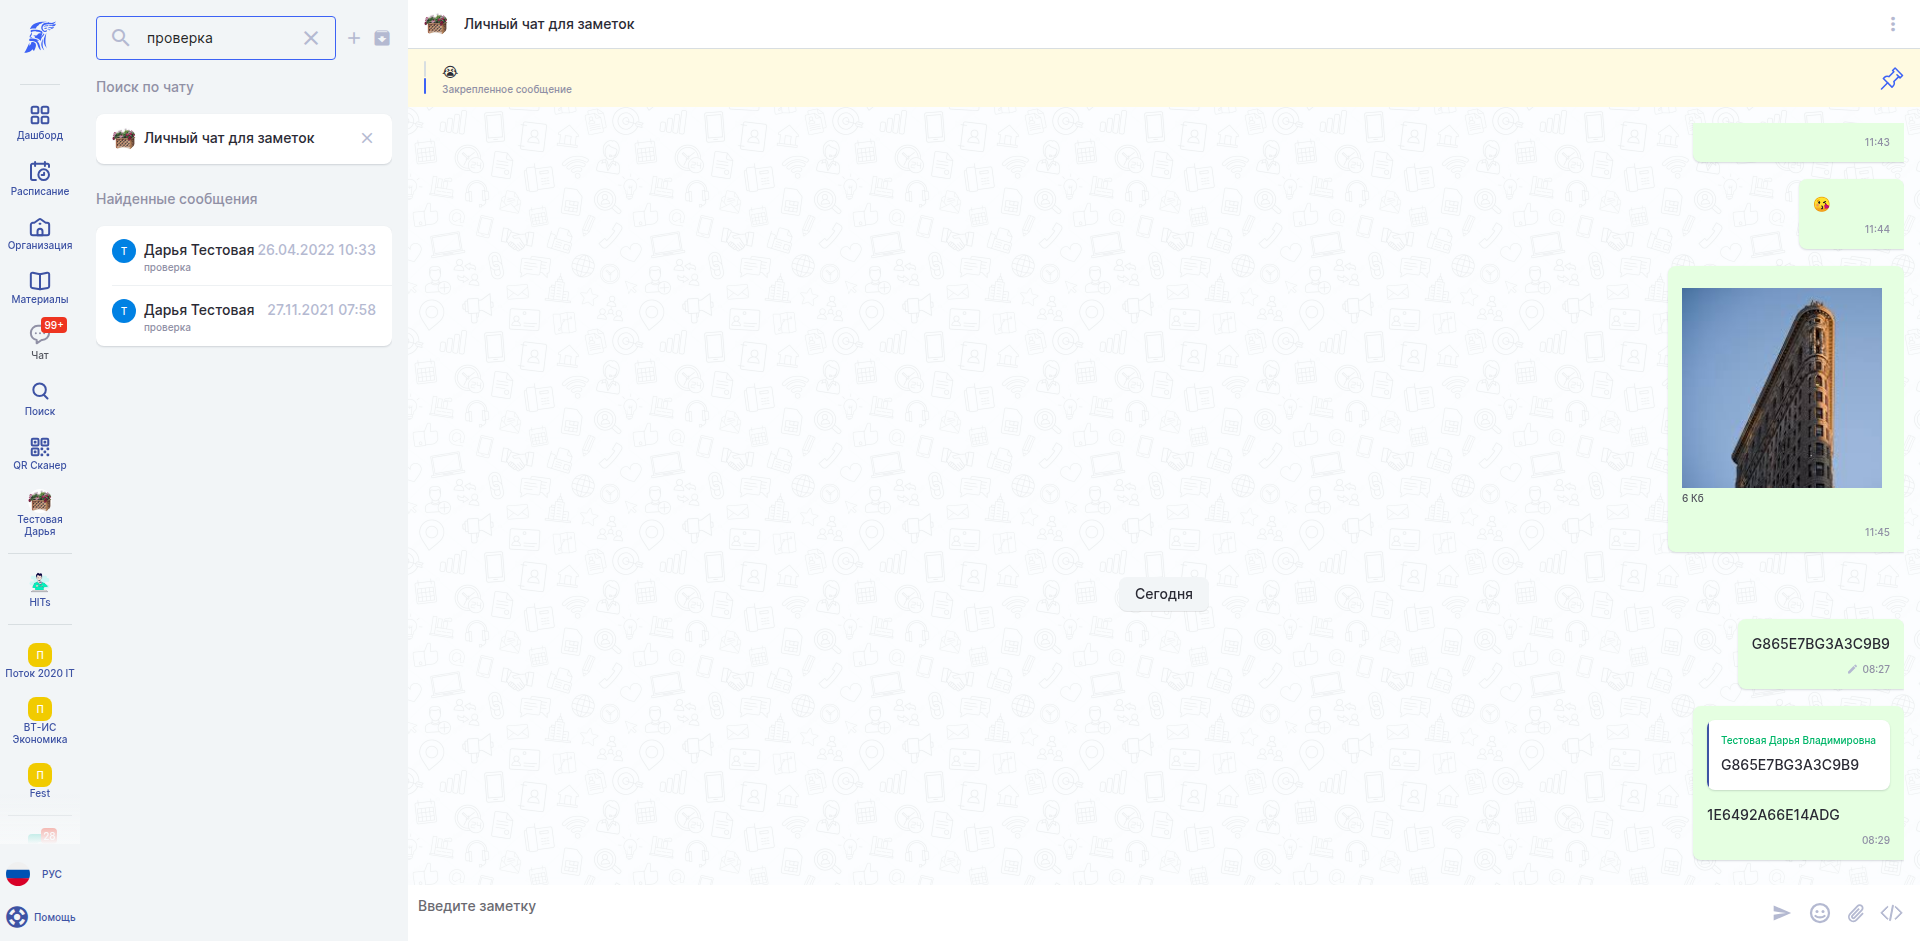 Дашборд
Расписание
Организация
Материалы
99+
Чат
Поиск
QR Сканер
Тестовая
Дарья
HITs
П
Поток 2020 IT
П
ВТ-ИС
Экономика
П
Fest
28
РУС
Помощь
проверка
Поиск по чату
Личный чат для заметок
Найденные сообщения
Т
Дарья Тестовая 26.04.2022 10:33
проверка
Т
Дарья Тестовая 27.11.2021 07:58
проверка
Личный чат для заметок
Закрепленное сообщение
11:43
11:44
6 Кб
11:45
Сегодня
G865E7BG3A3C9B9
08:27
Тестовая Дарья Владимировна
G865E7BG3A3C9B9
1E6492A66E14ADG
08:29
Введите заметку